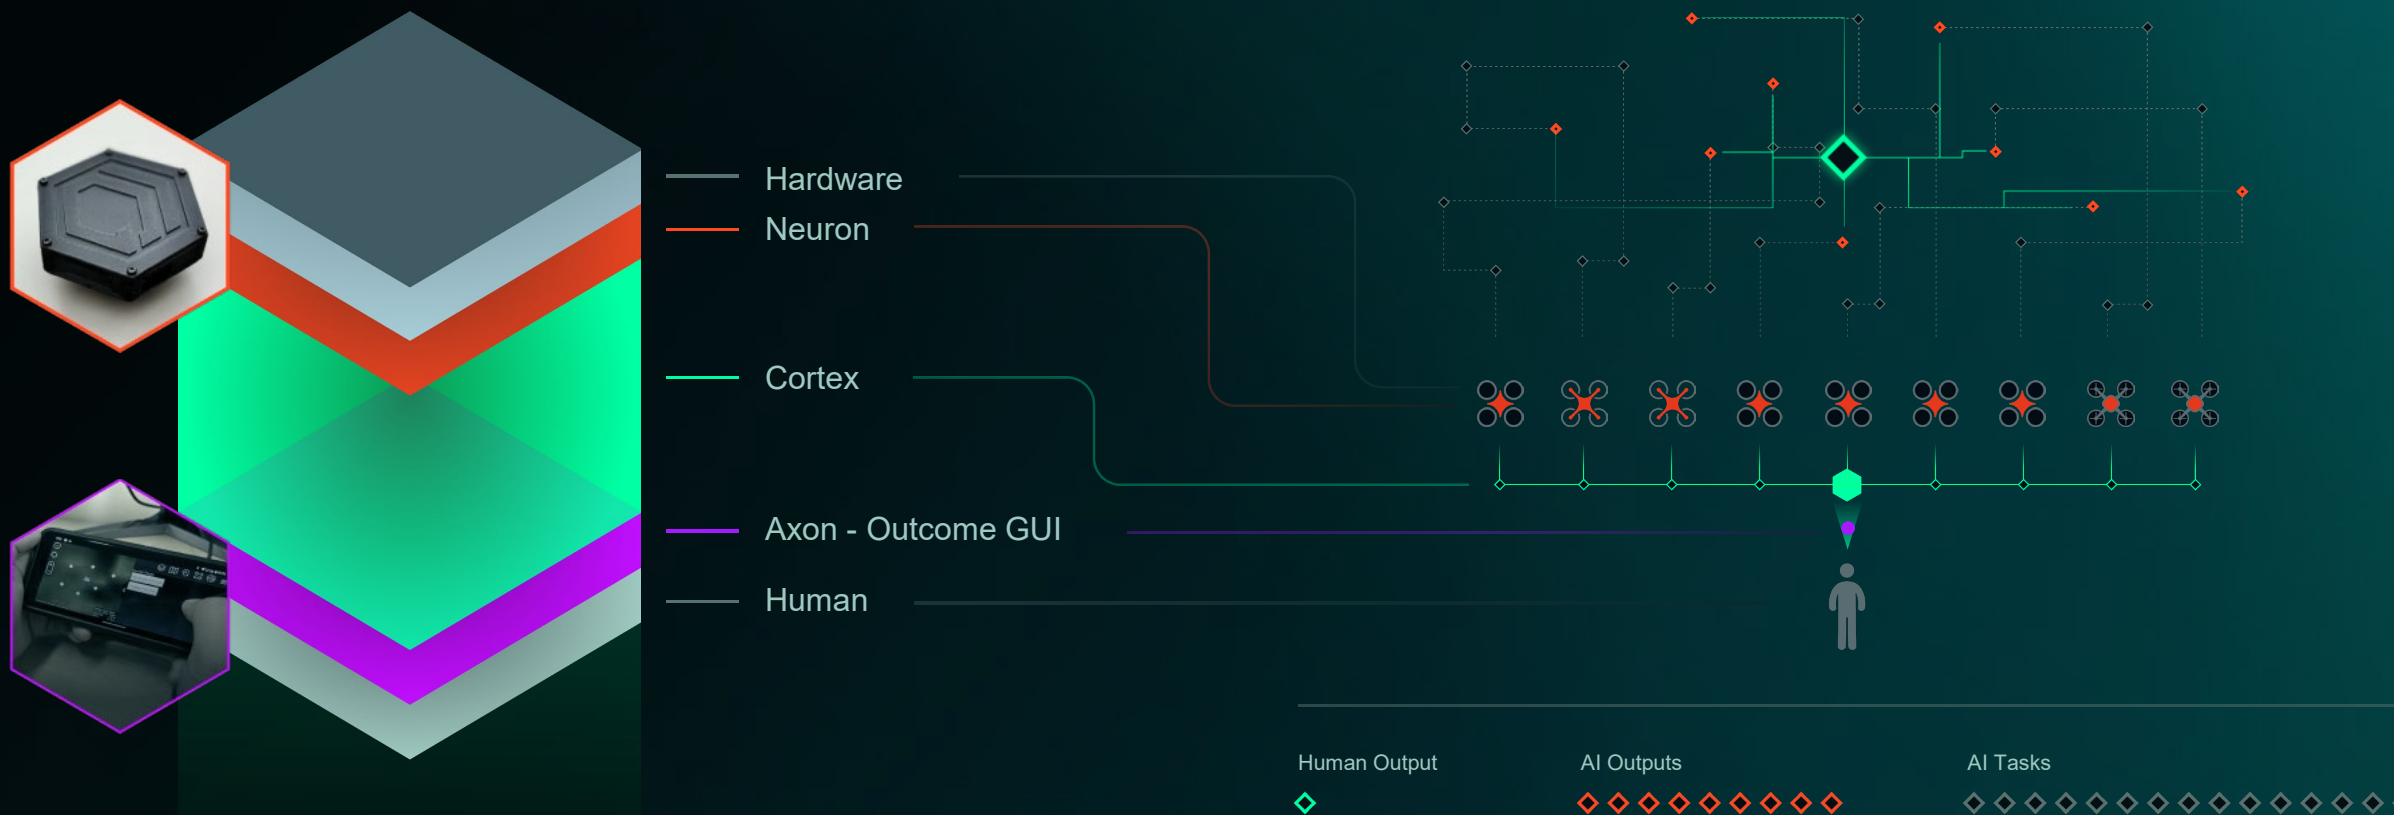 Hardware
Neuron
Cortex
Axon - Outcome GUI
Human
Human Output
AI Outputs
AI Tasks